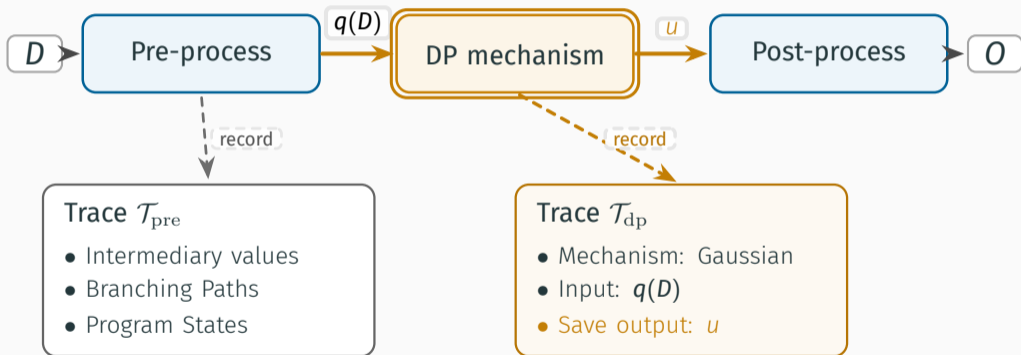 D
Pre-process
q(D)
DP mechanism
u
Post-process
O
record
record
Trace 𝒯pre
• Intermediary values
• Branching Paths
• Program States
Trace 𝒯dp
• Mechanism: Gaussian
• Input: q(D)
• Save output: u